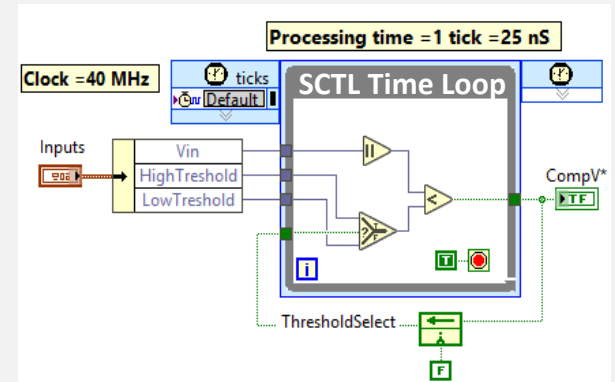 Processing time =1 tick =25 nS
Clock =40 MHz
ticks
Default
SCTL Time Loop
Inputs
Vin
HighTreshold
LowTreshold
?
T
F
<
CompV*
TF
T
i
ThresholdSelect
F